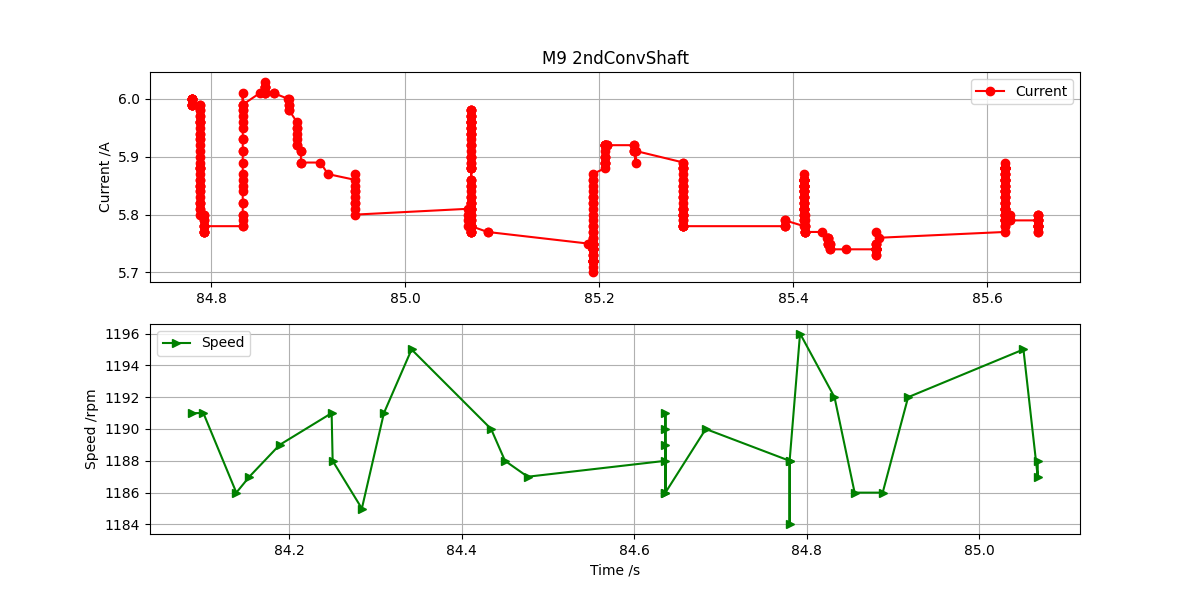 M9 2ndConvShaft
Current /A
6.0
5.9
5.8
5.7
Current
84.8 85.0 85.2 85.4 85.6
Speed /rpm
1196
1194
1192
1190
1188
1186
1184
Speed
84.2 84.4 84.6 84.8 85.0
Time /s